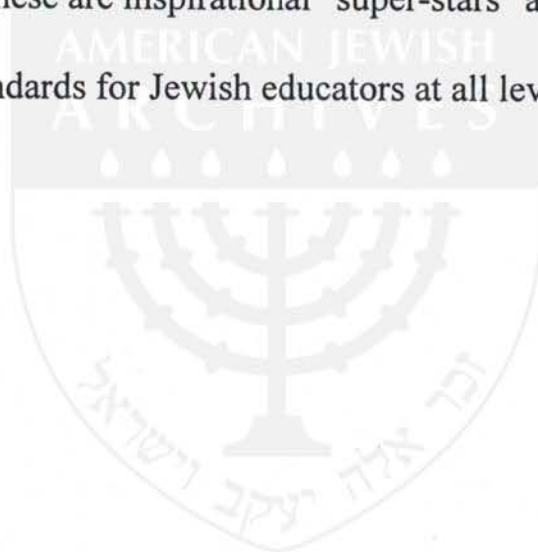 hese are inspirational "super-stars" a
AMERICAN JEWISH
ndards for Jewish educators at all lev
ARCHIVES
זכר אלה יעקב וישראל